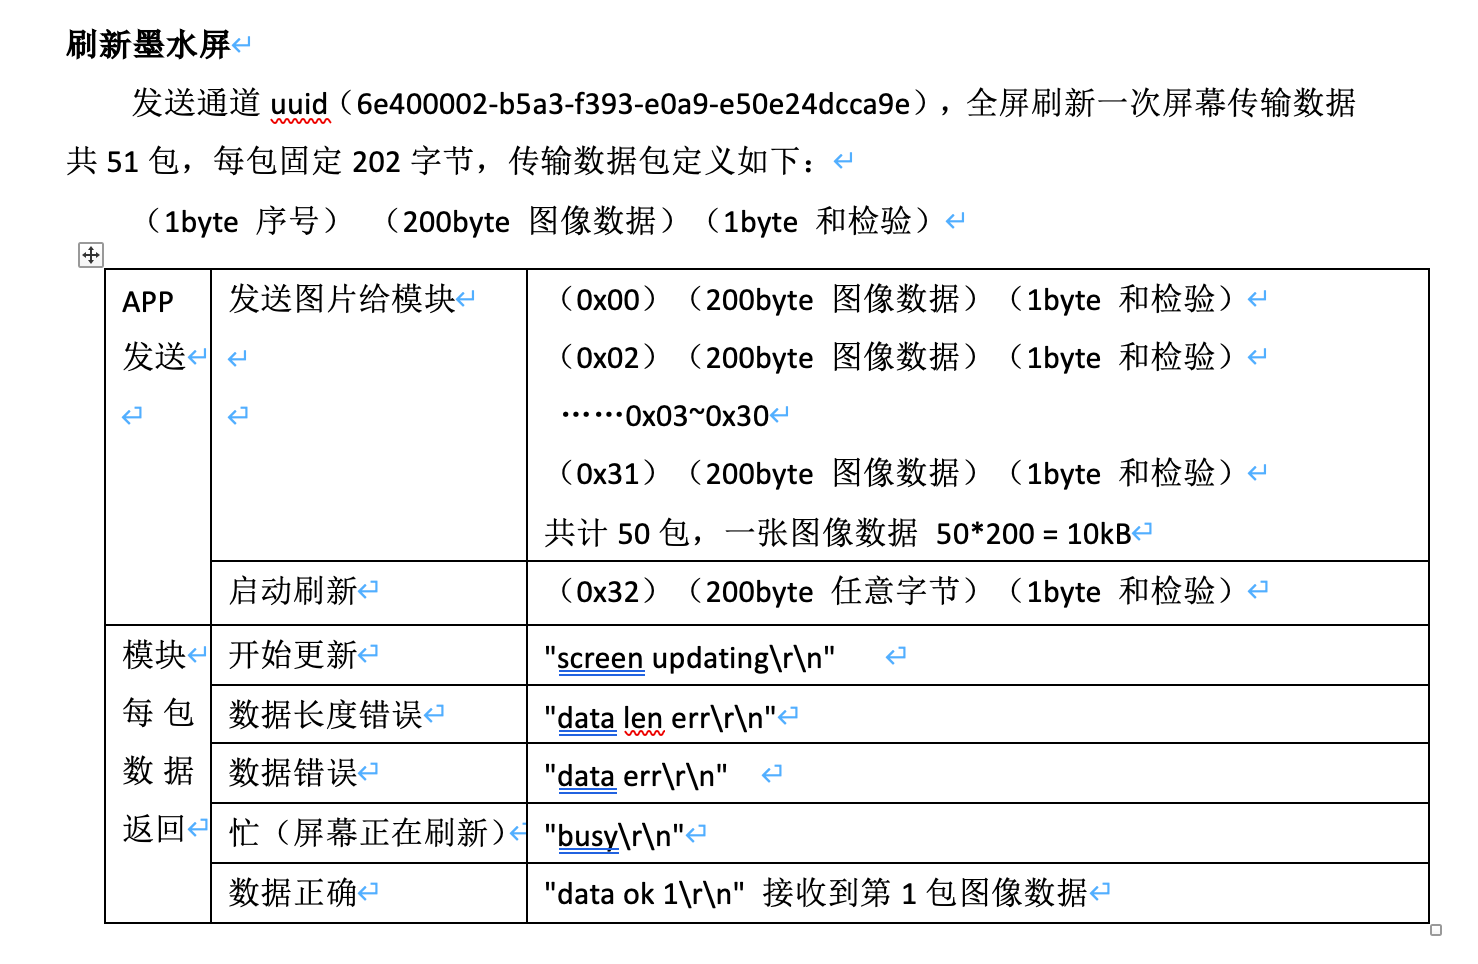 刷新墨水屏
发送通道 uuid（6e400002-b5a3-f393-e0a9-e50e24dcca9e），全屏刷新一次屏幕传输数据
共 51 包，每包固定 202 字节，传输数据包定义如下：
（1byte 序号） （200byte 图像数据）（1byte 和检验）
APP
发送
发送图片给模块
（0x00）（200byte 图像数据）（1byte 和检验）
（0x02）（200byte 图像数据）（1byte 和检验）
……0x03~0x30
（0x31）（200byte 图像数据）（1byte 和检验）
共计 50 包，一张图像数据 50*200 = 10kB
启动刷新
（0x32）（200byte 任意字节）（1byte 和检验）
模块
每 包
数 据
返回
开始更新
"screen updating\r\n"
数据长度错误
"data len err\r\n"
数据错误
"data err\r\n"
忙（屏幕正在刷新）
"busy\r\n"
数据正确
"data ok 1\r\n" 接收到第 1 包图像数据